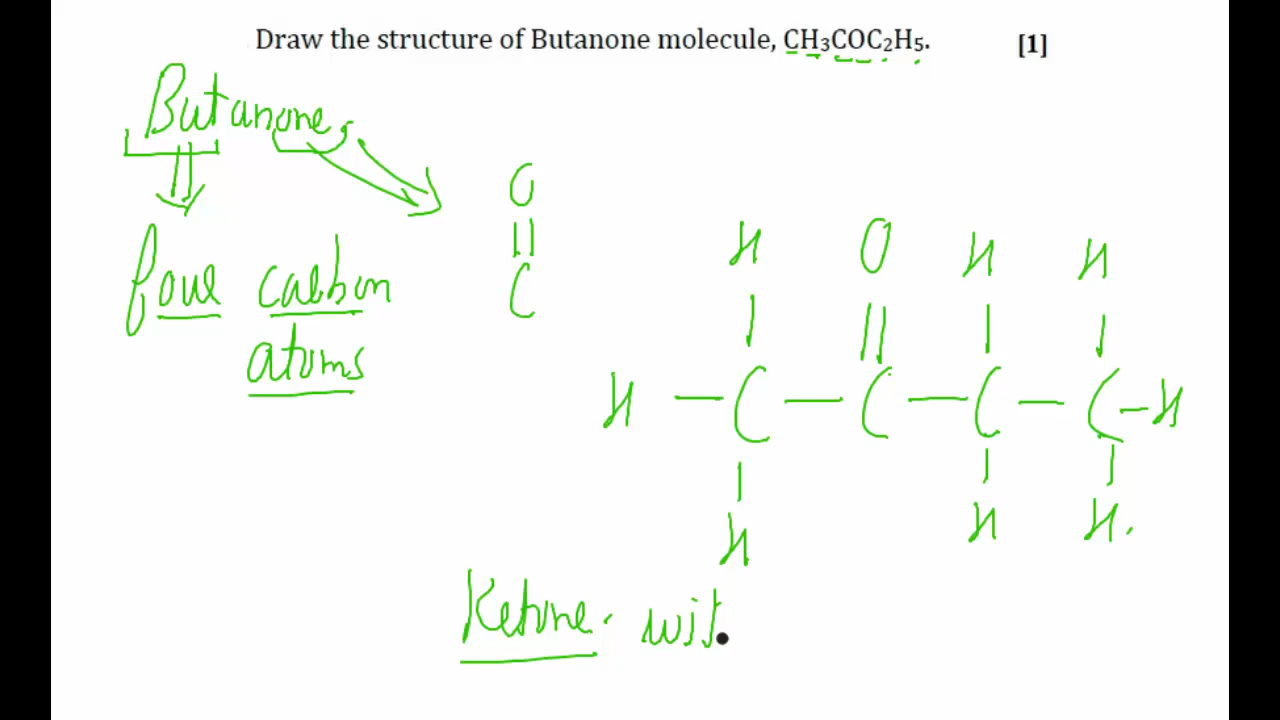 Draw the structure of Butanone molecule, CH₃COC₂H₅. [1]
Butanone,
four carbon
atoms
O
||
C
H O H H
| || | |
H – C – C – C – C – H
| | |
H H H.
Ketone. wit